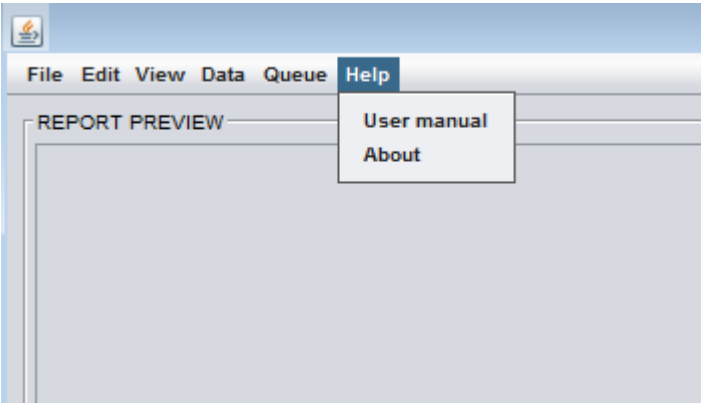 File Edit View Data Queue Help
REPORT PREVIEW
User manual
About